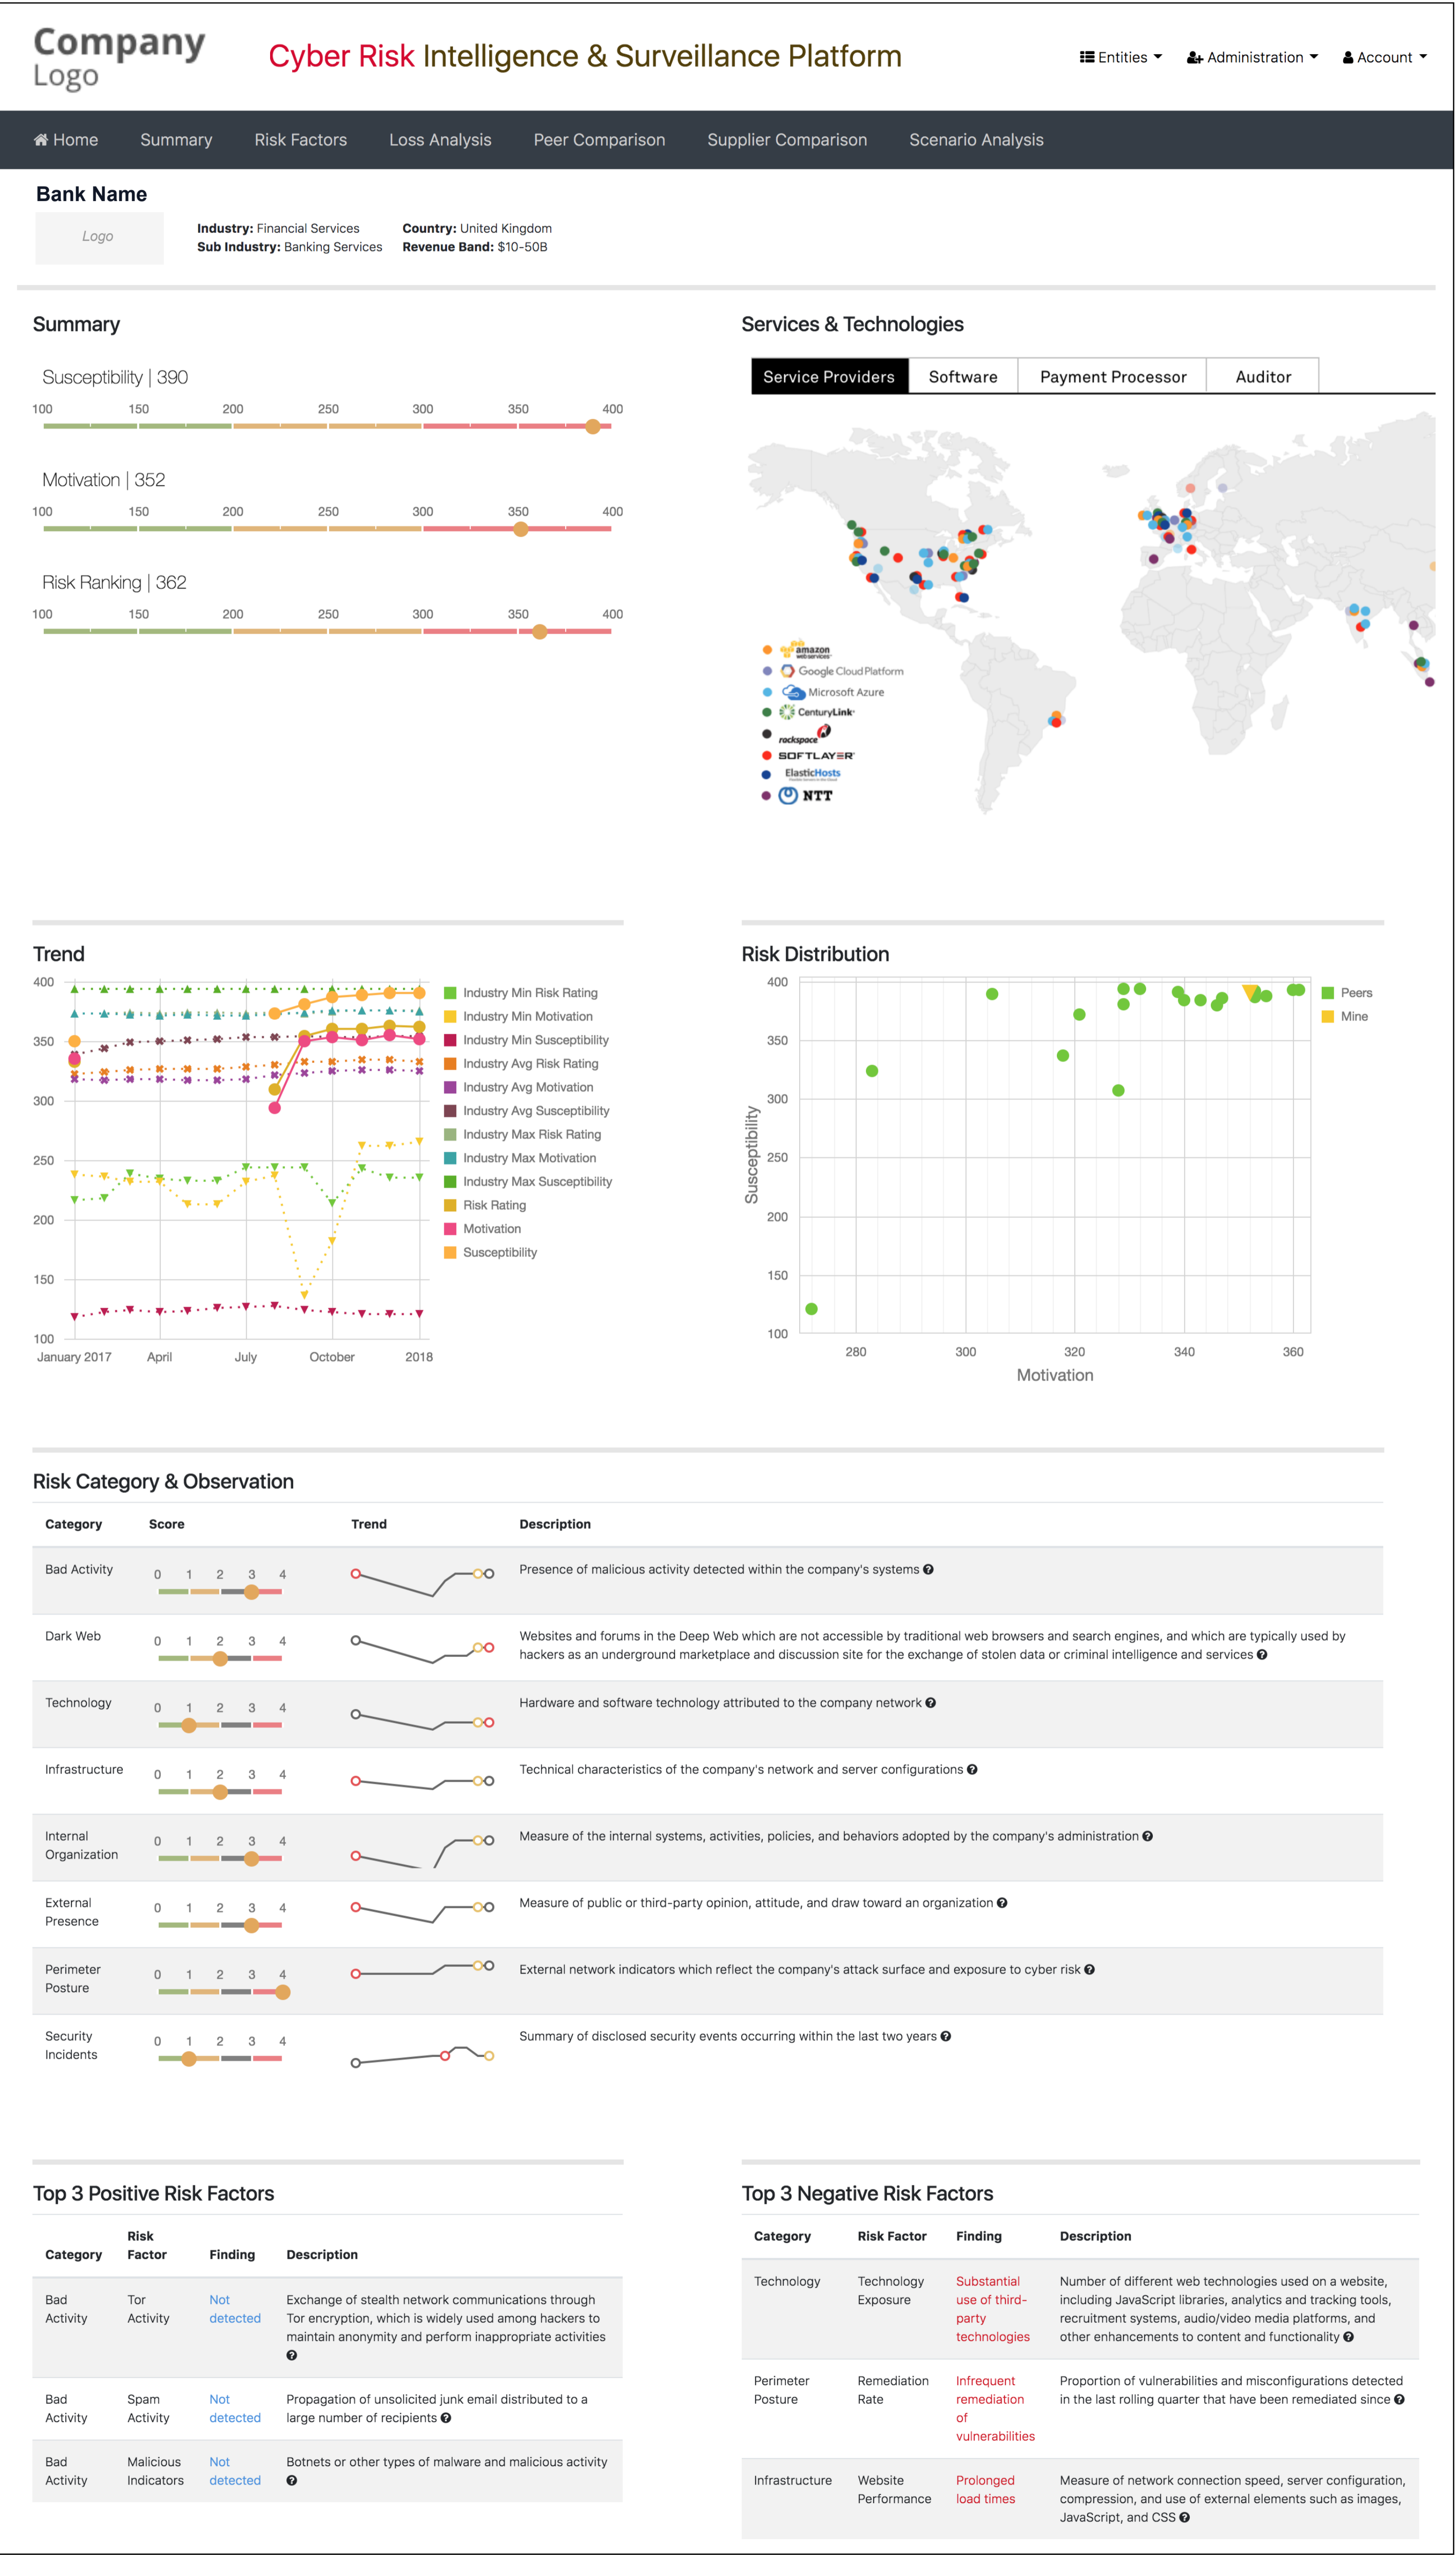 Company
Logo
Cyber Risk Intelligence & Surveillance Platform
Entities
Administration
Account
Home
Summary
Risk Factors
Loss Analysis
Peer Comparison
Supplier Comparison
Scenario Analysis
Bank Name
Logo
Industry: Financial Services
Country: United Kingdom
Sub Industry: Banking Services
Revenue Band: $10-50B
Summary
Susceptibility | 390
100 150 200 250 300 350 400
Motivation | 352
100 150 200 250 300 350 400
Risk Ranking | 362
100 150 200 250 300 350 400
Services & Technologies
Service Providers
Software
Payment Processor
Auditor
amazon
webservices
Google Cloud Platform
Microsoft Azure
CenturyLink
rackspace
SOFTLAYER
ElasticHosts
NTT
Trend
400
350
300
250
200
150
100
January 2017 April July October 2018
Industry Min Risk Rating
Industry Min Motivation
Industry Min Susceptibility
Industry Avg Risk Rating
Industry Avg Motivation
Industry Avg Susceptibility
Industry Max Risk Rating
Industry Max Motivation
Industry Max Susceptibility
Risk Rating
Motivation
Susceptibility
Risk Distribution
Susceptibility
400
350
300
250
200
150
100
280 300 320 340 360
Motivation
Peers
Mine
Risk Category & Observation
Category Score Trend Description
Bad Activity
0 1 2 3 4
Presence of malicious activity detected within the company's systems
Dark Web
0 1 2 3 4
Websites and forums in the Deep Web which are not accessible by traditional web browsers and search engines, and which are typically used by
hackers as an underground marketplace and discussion site for the exchange of stolen data or criminal intelligence and services
Technology
0 1 2 3 4
Hardware and software technology attributed to the company network
Infrastructure
0 1 2 3 4
Technical characteristics of the company's network and server configurations
Internal
Organization
0 1 2 3 4
Measure of the internal systems, activities, policies, and behaviors adopted by the company's administration
External
Presence
0 1 2 3 4
Measure of public or third-party opinion, attitude, and draw toward an organization
Perimeter
Posture
0 1 2 3 4
External network indicators which reflect the company's attack surface and exposure to cyber risk
Security
Incidents
0 1 2 3 4
Summary of disclosed security events occurring within the last two years
Top 3 Positive Risk Factors
Category
Risk
Factor
Finding
Description
Bad
Activity
Tor
Activity
Not
detected
Exchange of stealth network communications through
Tor encryption, which is widely used among hackers to
maintain anonymity and perform inappropriate activities
Bad
Activity
Spam
Activity
Not
detected
Propagation of unsolicited junk email distributed to a
large number of recipients
Bad
Activity
Malicious
Indicators
Not
detected
Botnets or other types of malware and malicious activity
Top 3 Negative Risk Factors
Category
Risk Factor
Finding
Description
Technology
Technology
Exposure
Substantial
use of third-
party
technologies
Number of different web technologies used on a website,
including JavaScript libraries, analytics and tracking tools,
recruitment systems, audio/video media platforms, and
other enhancements to content and functionality
Perimeter
Posture
Remediation
Rate
Infrequent
remediation
of
vulnerabilities
Proportion of vulnerabilities and misconfigurations detected
in the last rolling quarter that have been remediated since
Infrastructure
Website
Performance
Prolonged
load times
Measure of network connection speed, server configuration,
compression, and use of external elements such as images,
JavaScript, and CSS